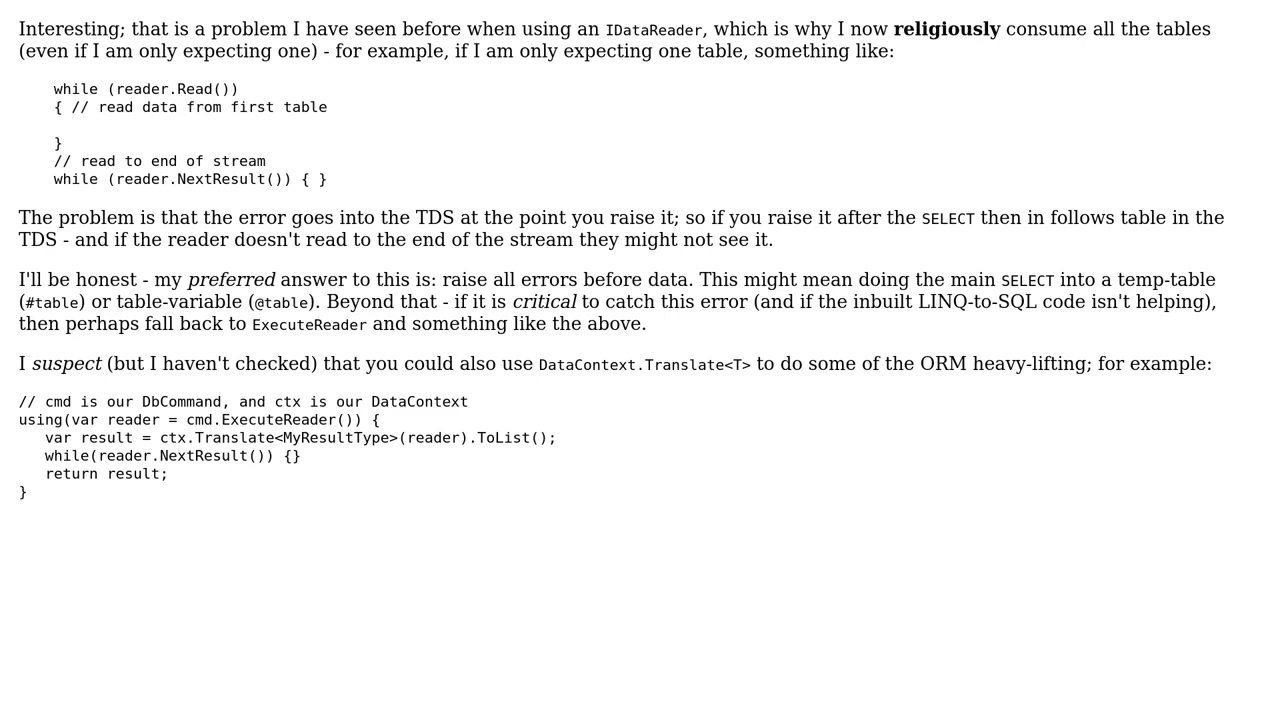 Interesting; that is a problem I have seen before when using an IDataReader, which is why I now religiously consume all the tables
(even if I am only expecting one) - for example, if I am only expecting one table, something like:
while (reader.Read())
{ // read data from first table
}
// read to end of stream
while (reader.NextResult()) { }
The problem is that the error goes into the TDS at the point you raise it; so if you raise it after the SELECT then in follows table in the
TDS - and if the reader doesn't read to the end of the stream they might not see it.
I'll be honest - my preferred answer to this is: raise all errors before data. This might mean doing the main SELECT into a temp-table
(#table) or table-variable (@table). Beyond that - if it is critical to catch this error (and if the inbuilt LINQ-to-SQL code isn't helping),
then perhaps fall back to ExecuteReader and something like the above.
I suspect (but I haven't checked) that you could also use DataContext.Translate<T> to do some of the ORM heavy-lifting; for example:
// cmd is our DbCommand, and ctx is our DataContext
using(var reader = cmd.ExecuteReader()) {
   var result = ctx.Translate<MyResultType>(reader).ToList();
   while(reader.NextResult()) {}
   return result;
}